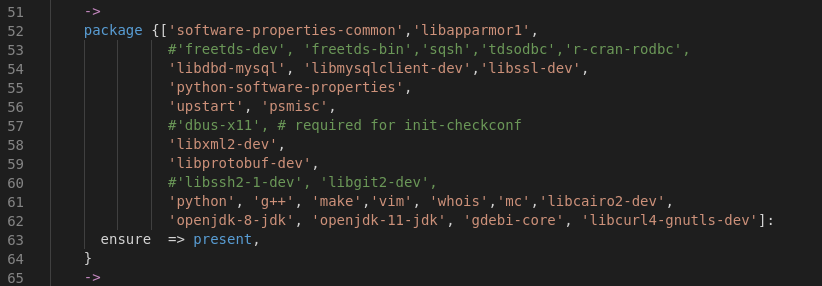 51 ->
52 package {['software-properties-common','libapparmor1',
53 #'freetds-dev', 'freetds-bin','sqsh','tdsodbc','r-cran-rodbc',
54 'libdbd-mysql', 'libmysqlclient-dev','libssl-dev',
55 'python-software-properties',
56 'upstart', 'psmisc',
57 #'dbus-x11', # required for init-checkconf
58 'libxml2-dev',
59 'libprotobuf-dev',
60 #'libssh2-1-dev', 'libgit2-dev',
61 'python', 'g++', 'make','vim', 'whois','mc','libcairo2-dev',
62 'openjdk-8-jdk', 'openjdk-11-jdk', 'gdebi-core', 'libcurl4-gnutls-dev']:
63 ensure  => present,
64 }
65 ->